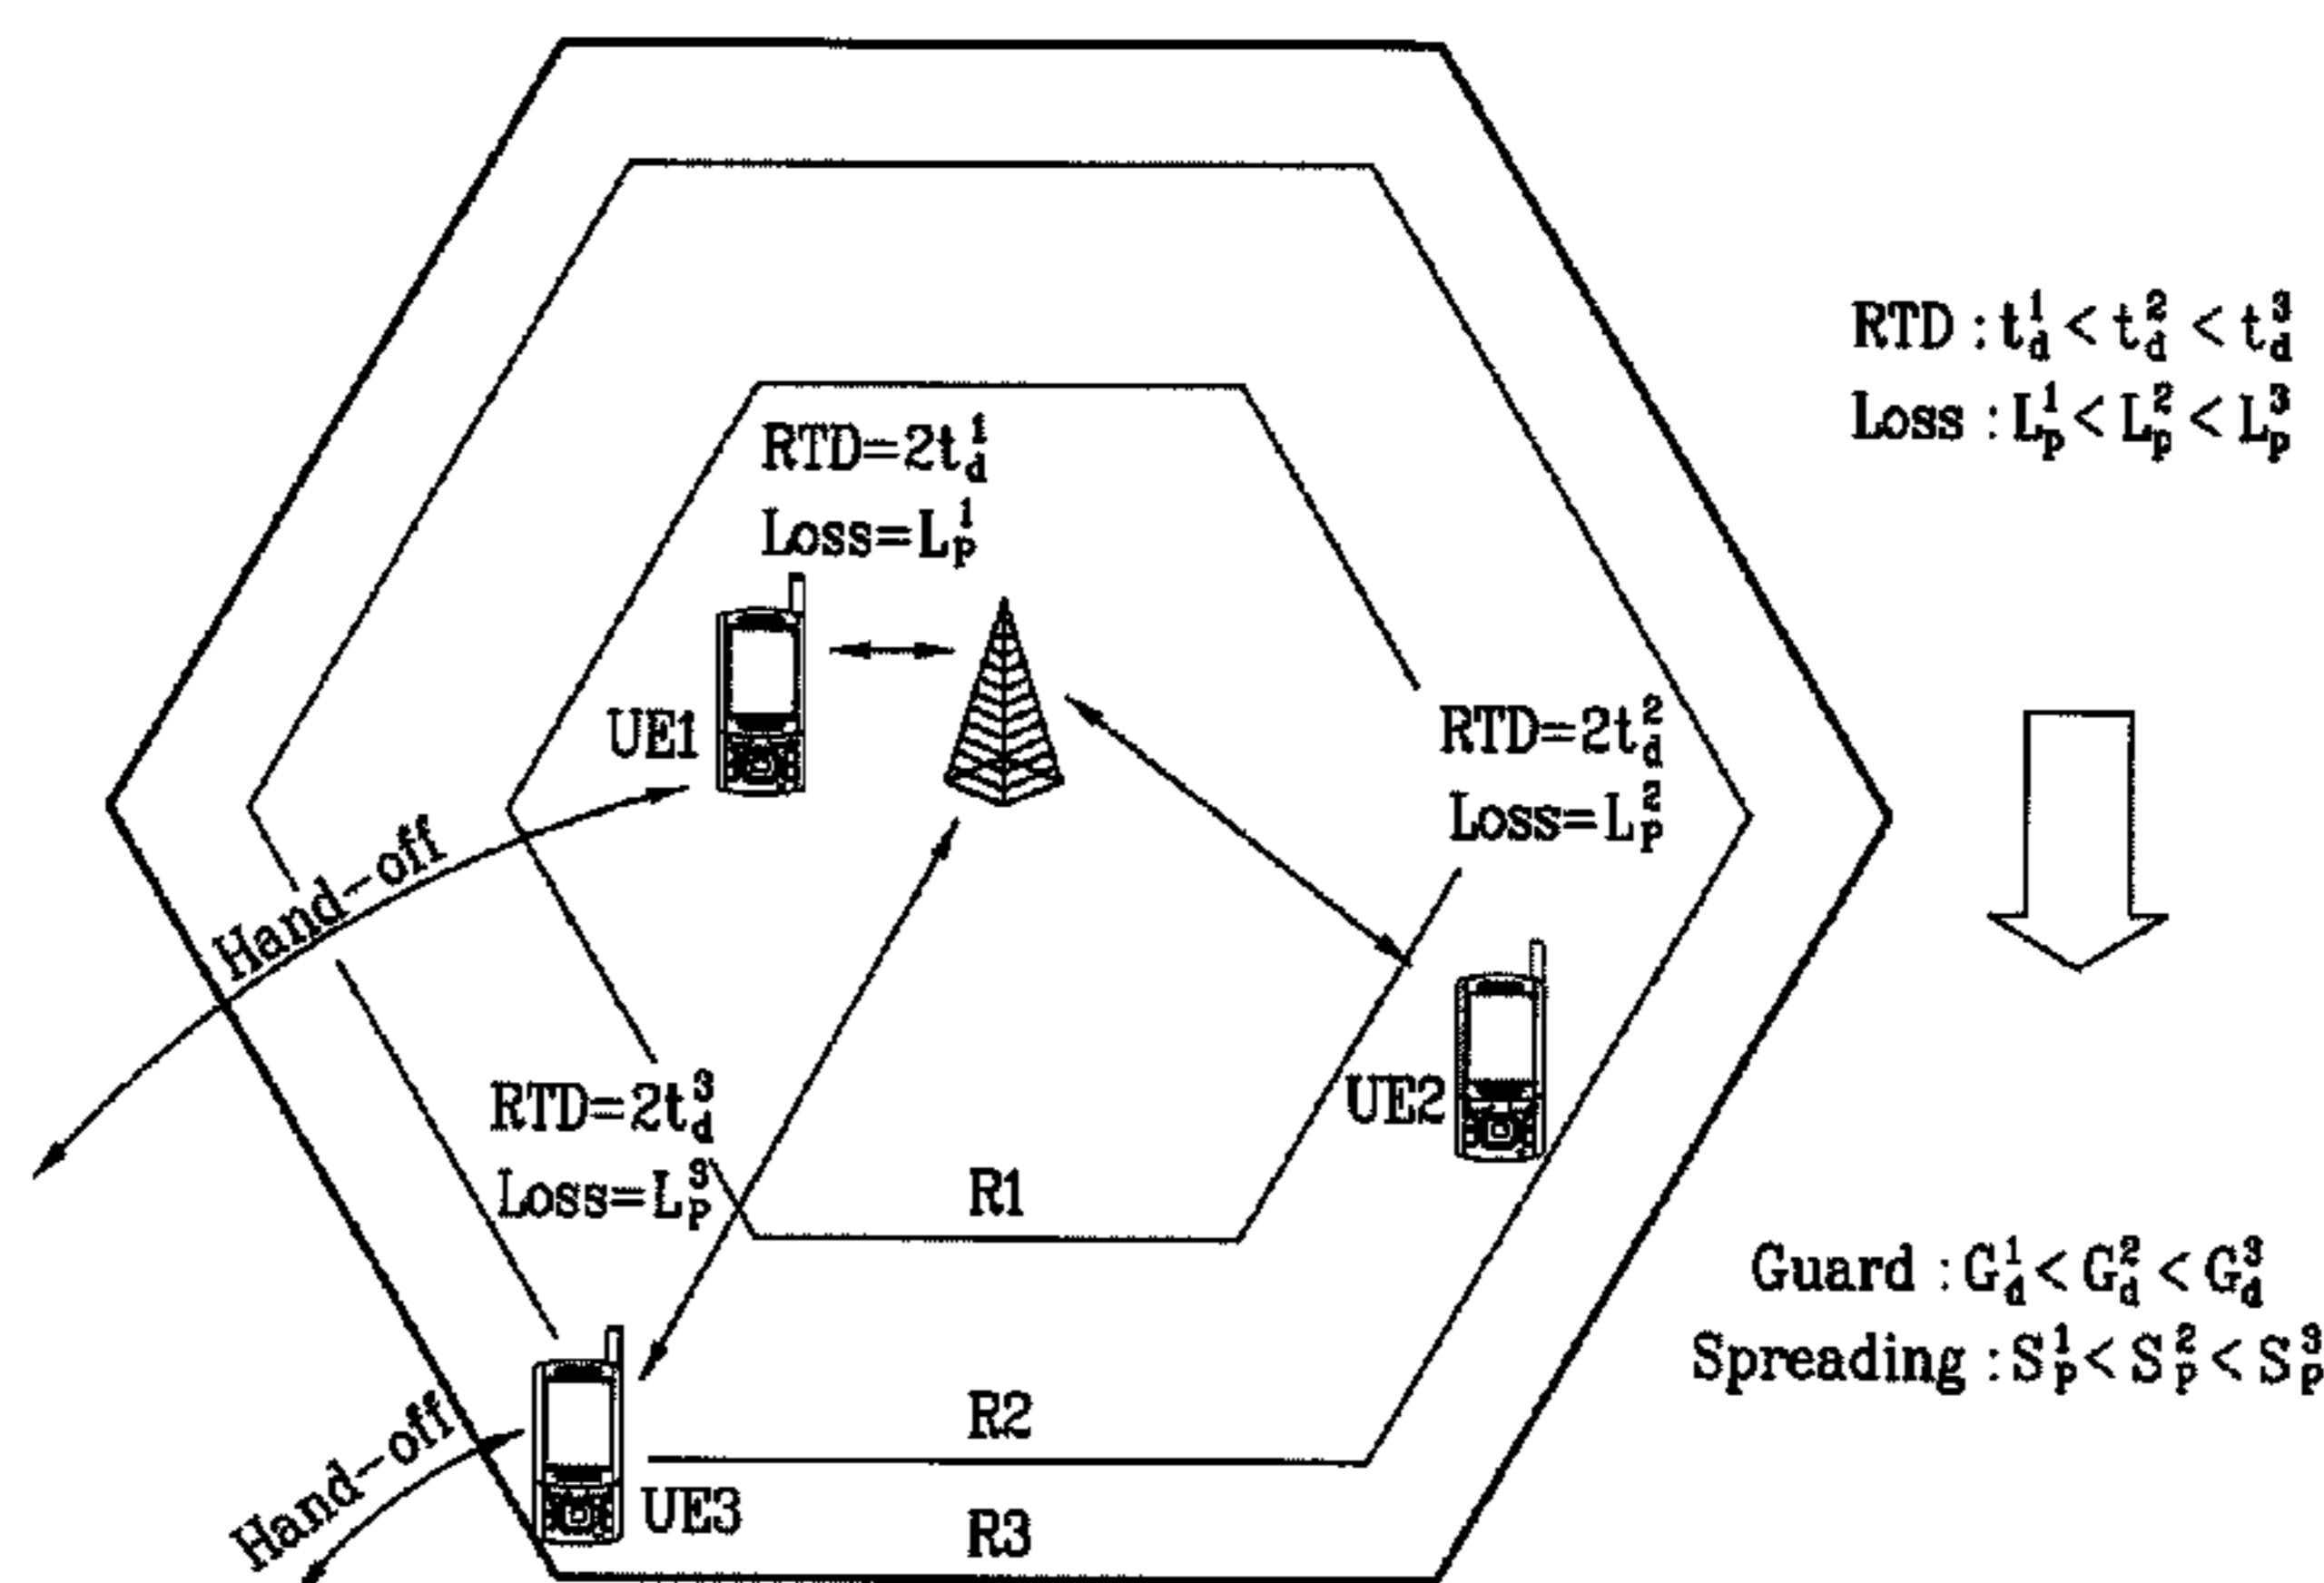 RTD : t_d^1 < t_d^2 < t_d^3
Loss : L_p^1 < L_p^2 < L_p^3
RTD=2t_d^1
Loss=L_p^1
UE1
RTD=2t_d^2
Loss=L_p^2
Hand-off
UE2
RTD=2t_d^3
Loss=L_p^3
R1
Guard : G_d^1 < G_d^2 < G_d^3
Spreading : S_p^1 < S_p^2 < S_p^3
R2
Hand-off
UE3
R3